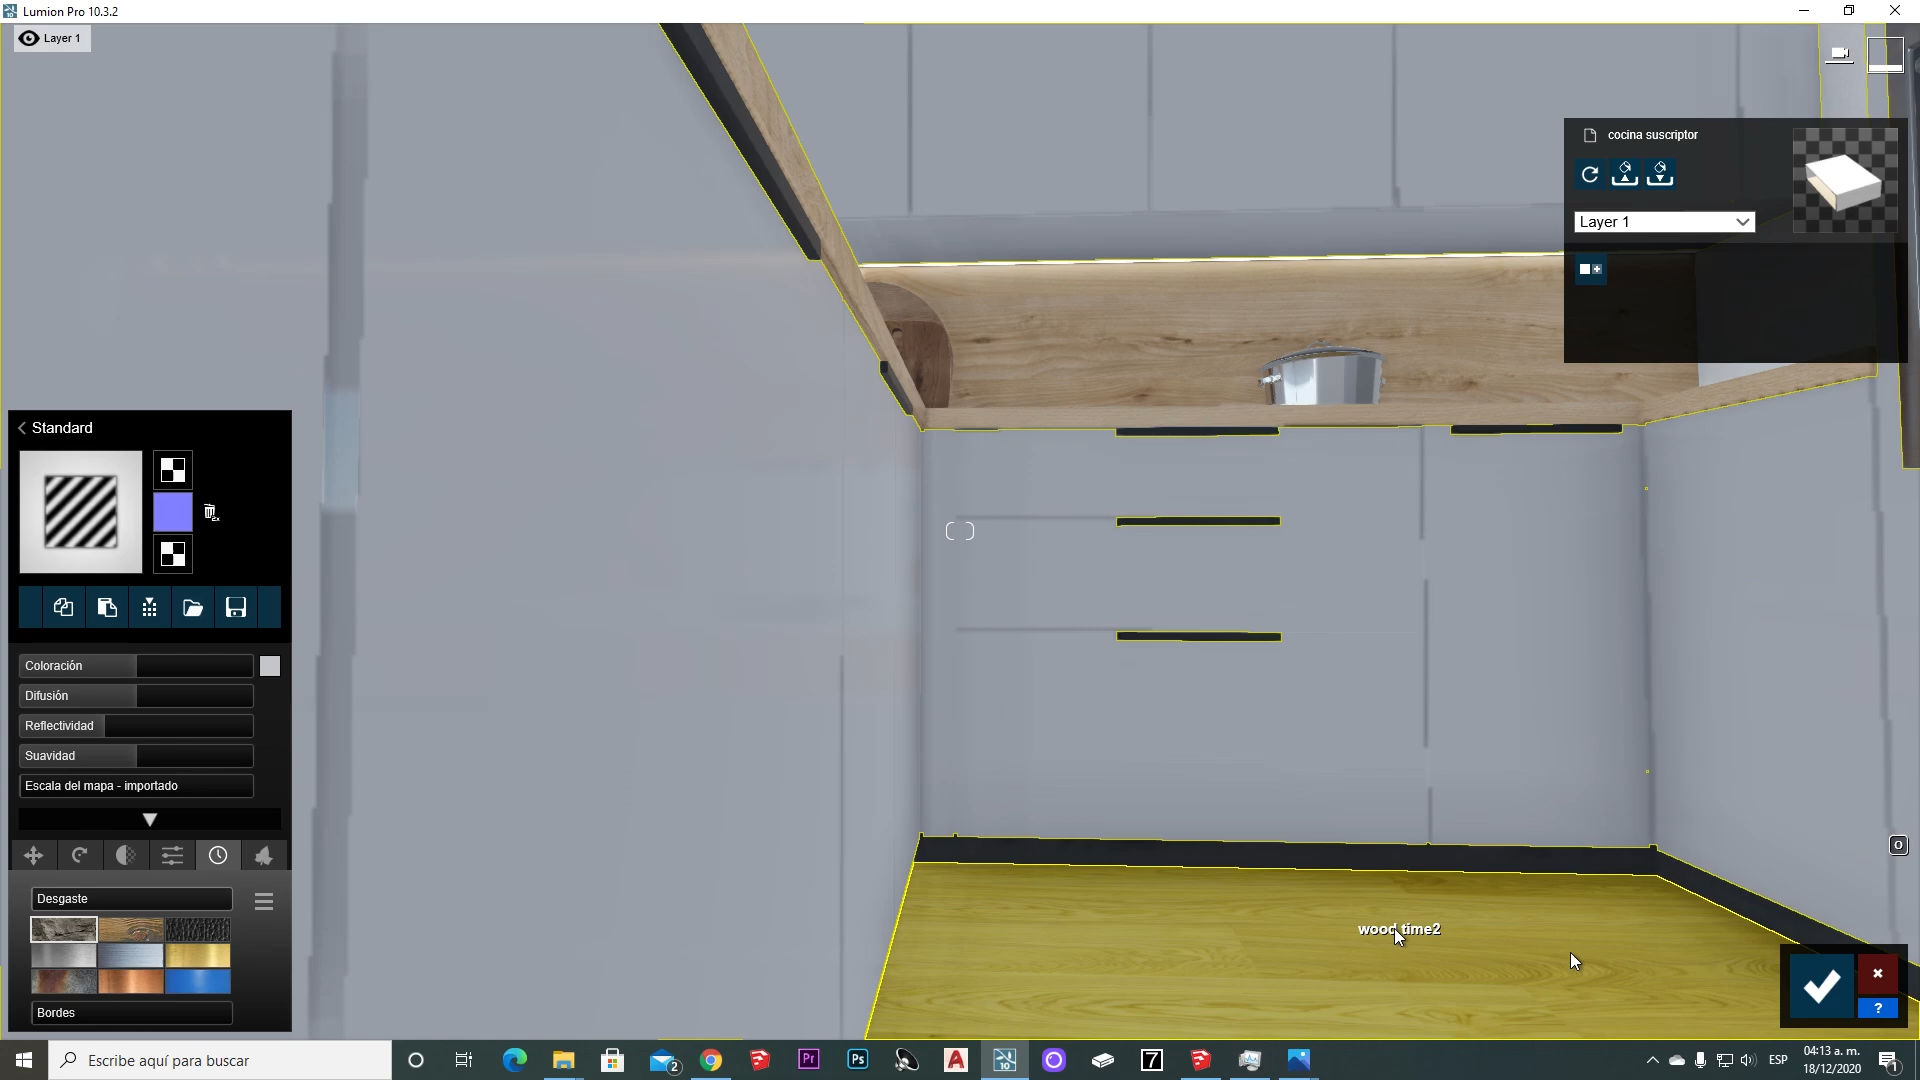 Lumion Pro 10.3.2
Layer 1
cocina suscriptor
Layer 1
Standard
Coloración
Difusión
Reflectividad
Suavidad
Escala del mapa - importado
O
Desgaste
wood time2
Bordes
?
Escribe aquí para buscar
2
Pr
Ps
A
10
7
ESP
04:13 a. m.
18/12/2020
1